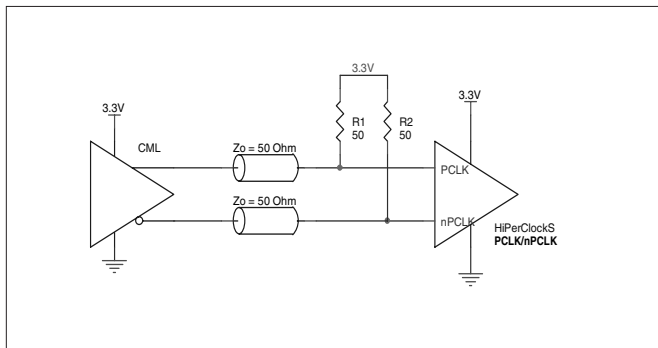 3.3V
3.3V
3.3V
R1
50
R2
50
CML
Zo = 50 Ohm
PCLK
Zo = 50 Ohm
nPCLK
HiPerClockS
PCLK/nPCLK